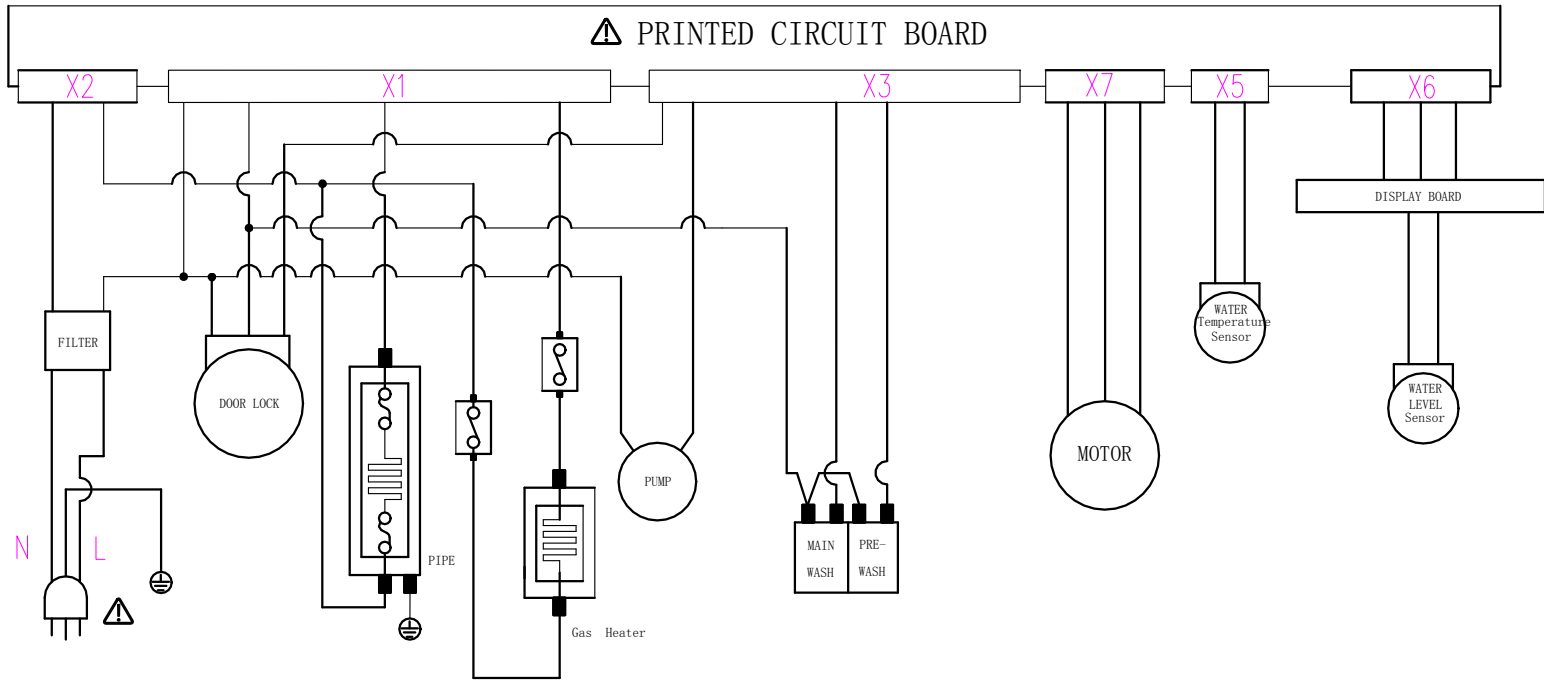 PRINTED CIRCUIT BOARD
X2 X1 X3 X7 X5 X6
DISPLAY BOARD
WATER
Temperature
Sensor
FILTER
WATER
LEVEL
Sensor
DOOR LOCK
MOTOR
PUMP
N L
MAIN
WASH
PRE-
WASH
PIPE
Gas Heater